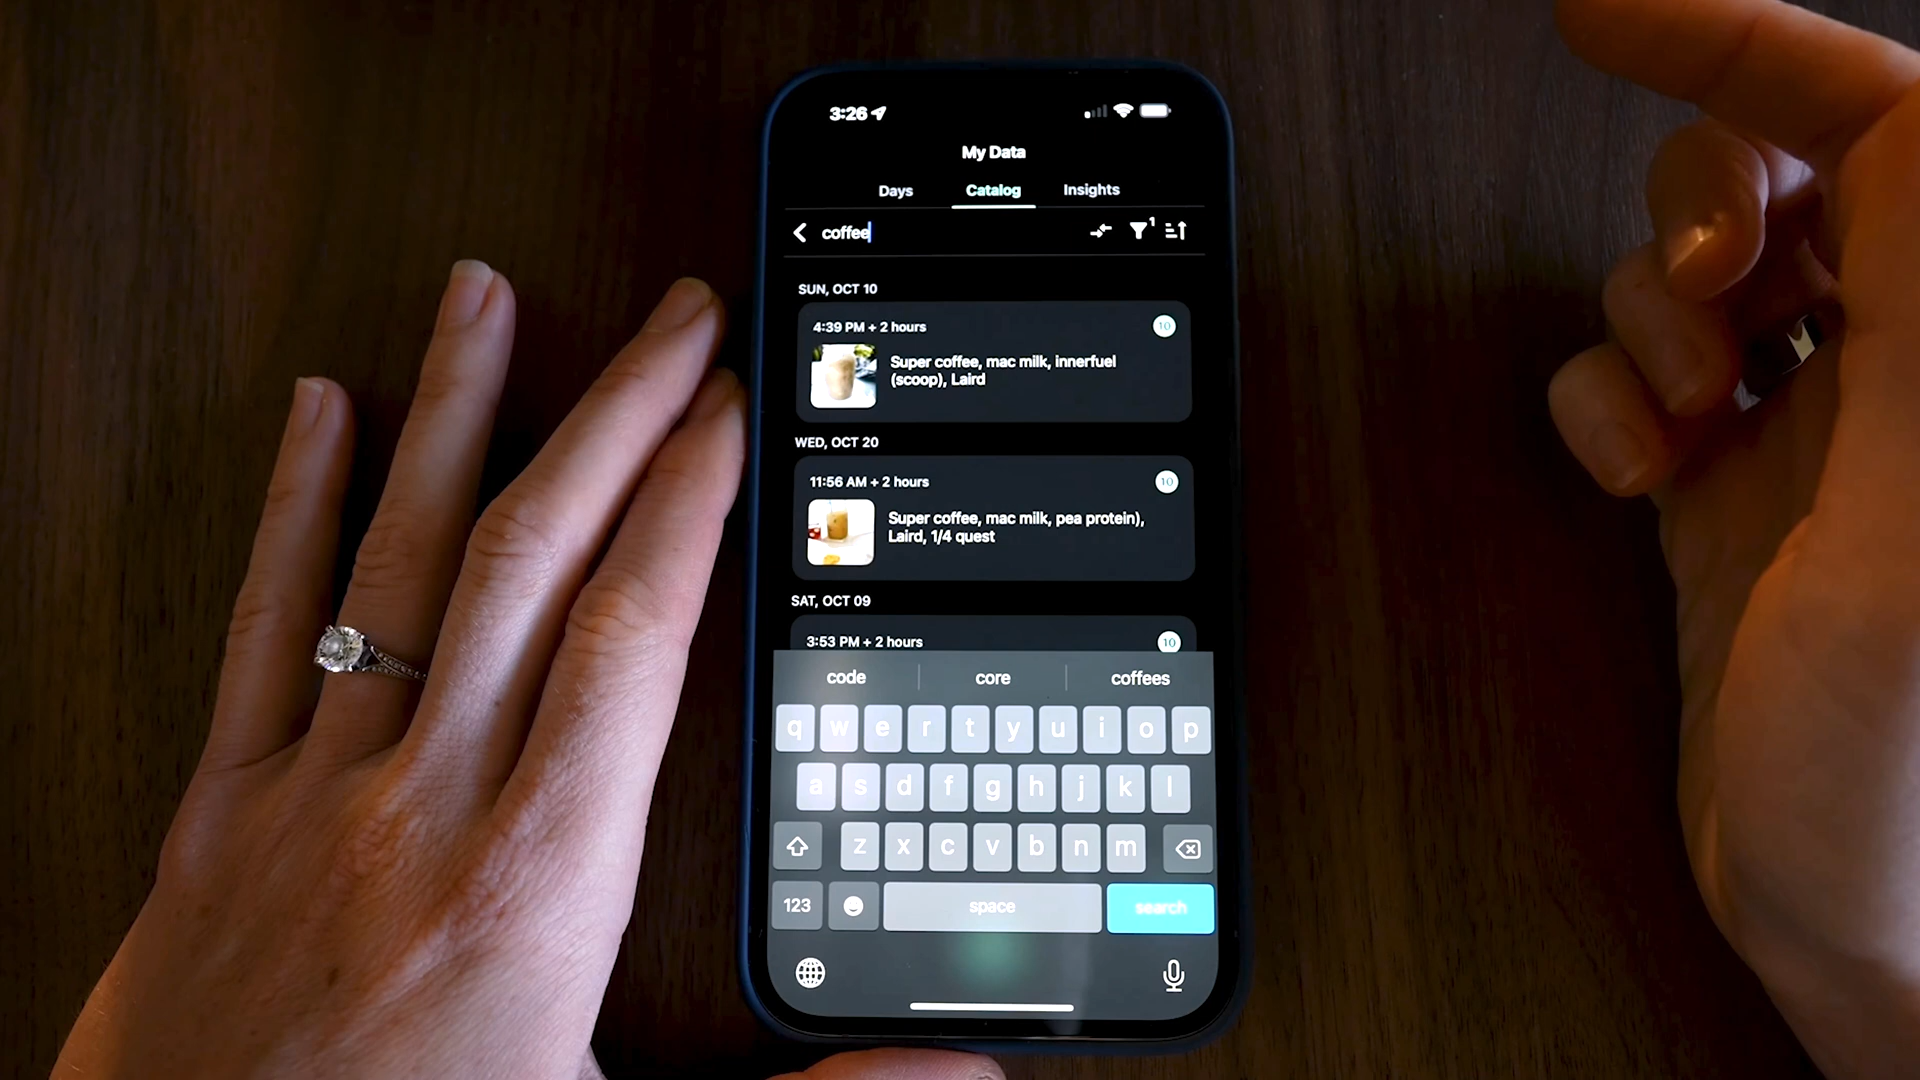 3:26
My Data
Days Catalog Insights
coffee 1
SUN, OCT 10
4:39 PM + 2 hours 10
Super coffee, mac milk, innerfuel
(scoop), Laird
WED, OCT 20
11:56 AM + 2 hours 10
Super coffee, mac milk, pea protein),
Laird, 1/4 quest
SAT, OCT 09
3:53 PM + 2 hours 10
code core coffees
q w e r t y u i o p
a s d f g h j k l
z x c v b n m
123 space search